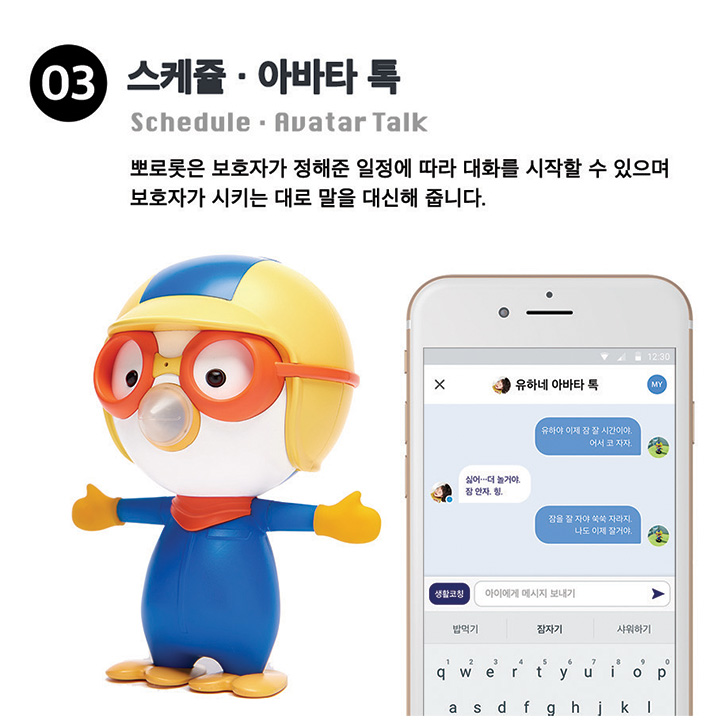 03 스케쥴 · 아바타 톡
Schedule · Avatar Talk
뽀로롯은 보호자가 정해준 일정에 따라 대화를 시작할 수 있으며
보호자가 시키는 대로 말을 대신해 줍니다.
12:30
× 유하네 아바타 톡 MY
유하야 이제 잠 잘 시간이야.
어서 코 자자.
싫어…더 놀거야.
잠 안자. 힝.
잠을 잘 자야 쑥쑥 자라지.
나도 이제 잘거야.
생활코칭 아이에게 메시지 보내기
밥먹기 잠자기 샤워하기
1 2 3 4 5 6 7 8 9 0
q w e r t y u i o p
a s d f g h j k l